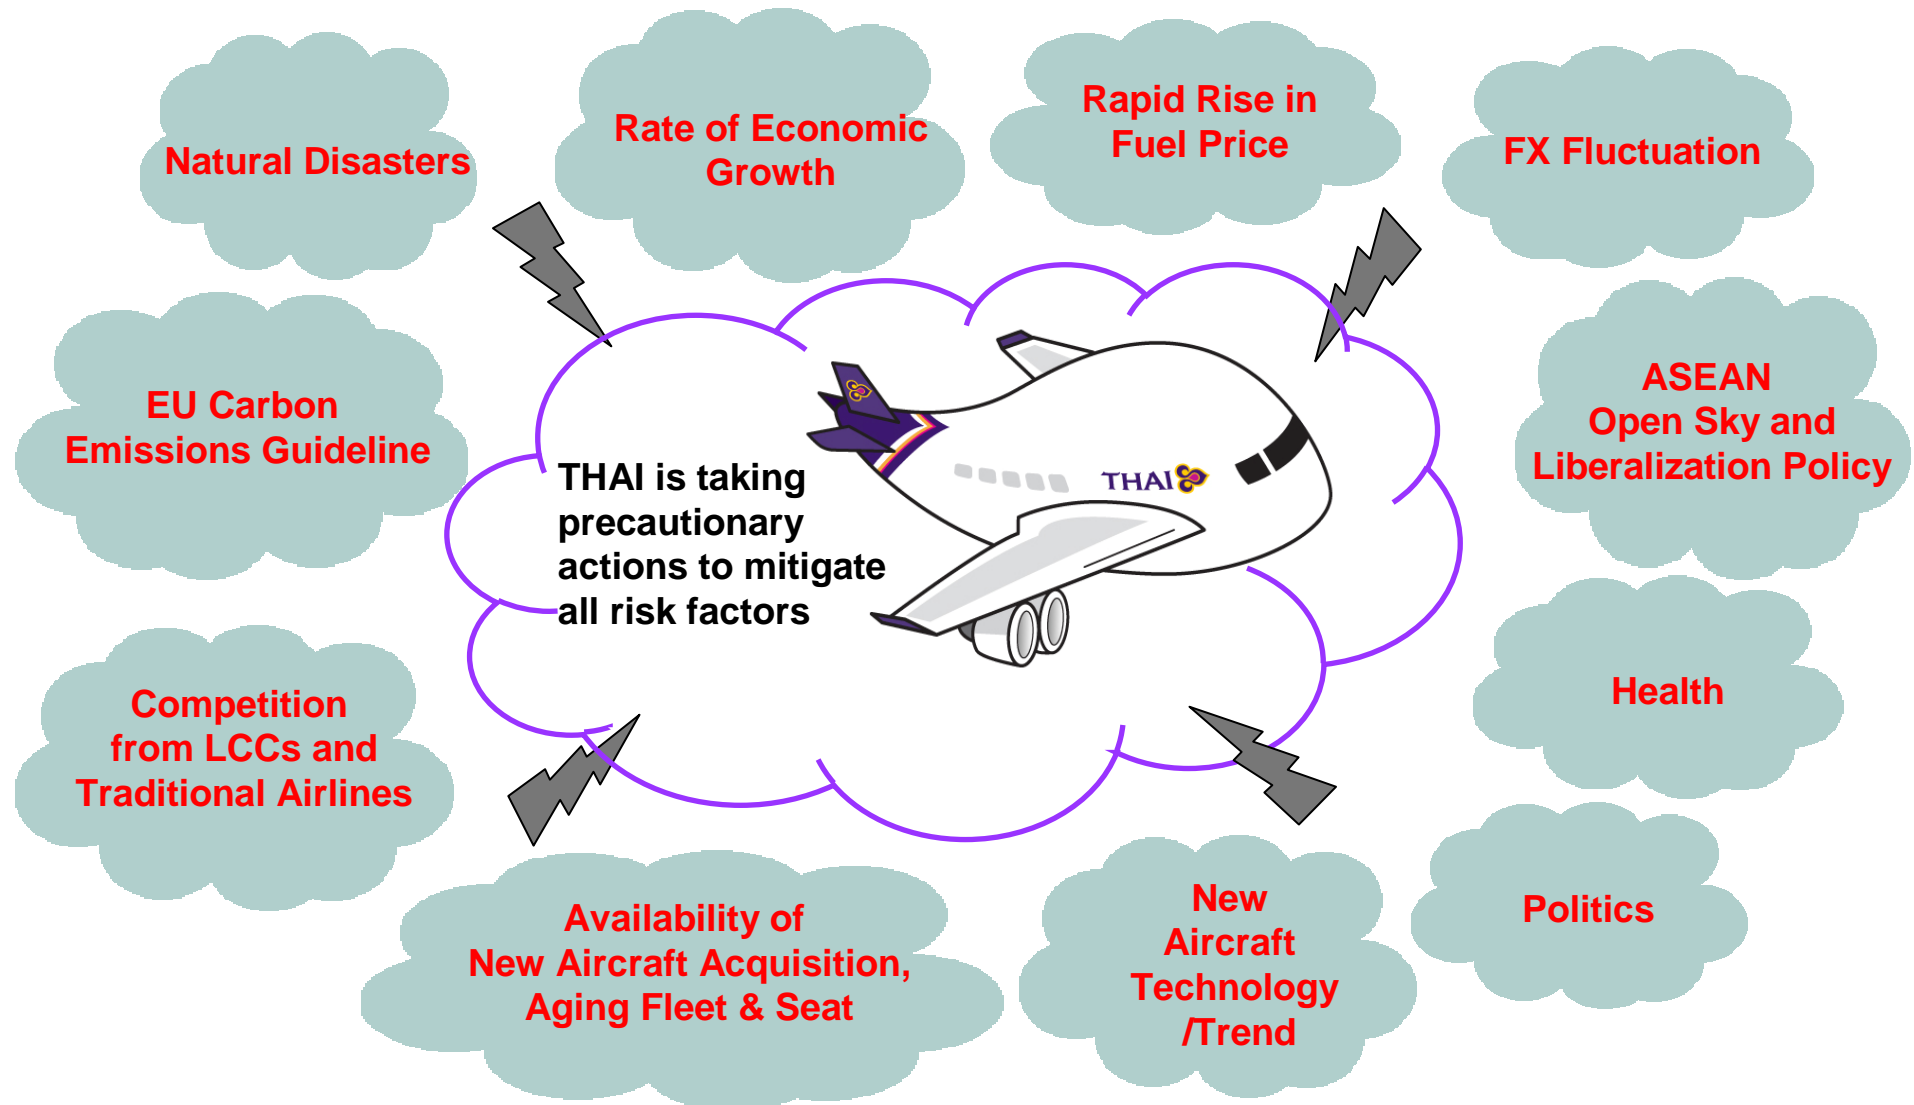 Natural Disasters
Rate of Economic
Growth
Rapid Rise in
Fuel Price
FX Fluctuation
EU Carbon
Emissions Guideline
THAI is taking
precautionary
actions to mitigate
all risk factors
THAI
ASEAN
Open Sky and
Liberalization Policy
Competition
from LCCs and
Traditional Airlines
Health
Availability of
New Aircraft Acquisition,
Aging Fleet & Seat
New
Aircraft
Technology
/Trend
Politics